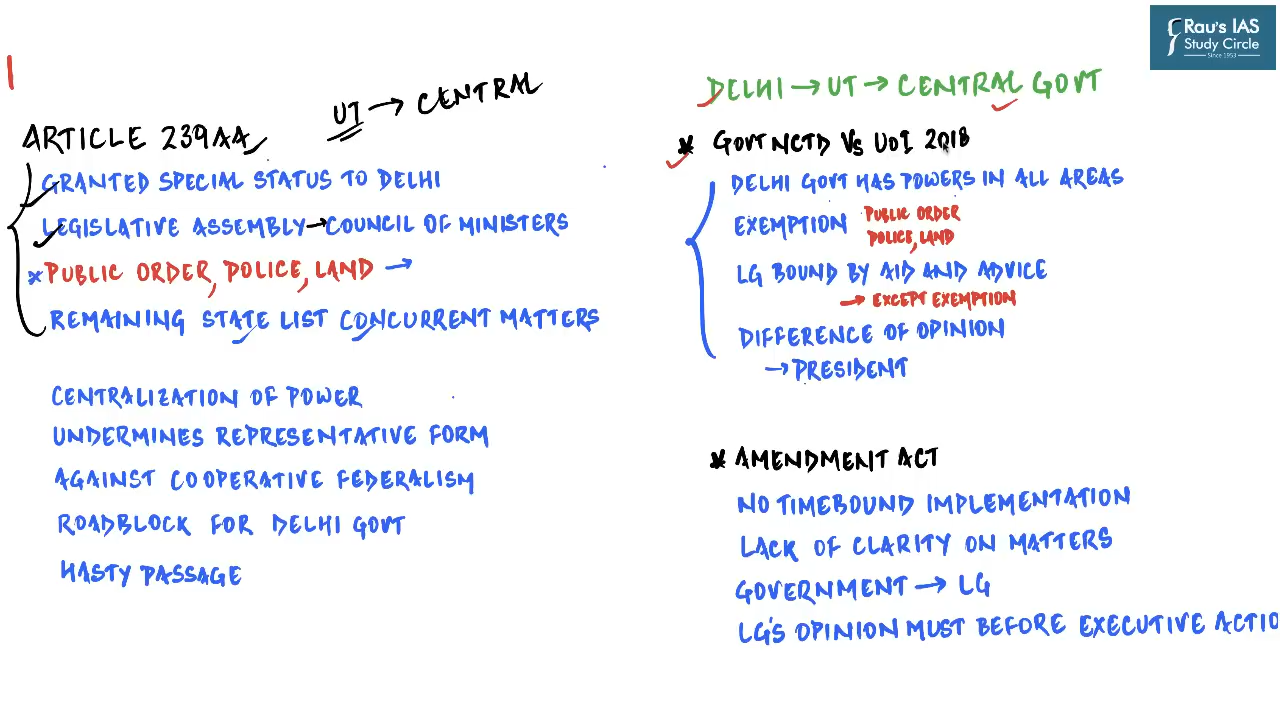 Rau's IAS
Study Circle
Since 1953
UT → CENTRAL
ARTICLE 239AA
GRANTED SPECIAL STATUS TO DELHI
LEGISLATIVE ASSEMBLY → COUNCIL OF MINISTERS
* PUBLIC ORDER, POLICE, LAND →
REMAINING STATE LIST CONCURRENT MATTERS
CENTRALIZATION OF POWER
UNDERMINES REPRESENTATIVE FORM
AGAINST COOPERATIVE FEDERALISM
ROADBLOCK FOR DELHI GOVT
HASTY PASSAGE
DELHI → UT → CENTRAL GOVT
* GOVT NCTD VS UOI 2018
DELHI GOVT HAS POWERS IN ALL AREAS
EXEMPTION PUBLIC ORDER
POLICE, LAND
LG BOUND BY AID AND ADVICE
→ EXCEPT EXEMPTION
DIFFERENCE OF OPINION
→ PRESIDENT
* AMENDMENT ACT
NO TIMEBOUND IMPLEMENTATION
LACK OF CLARITY ON MATTERS
GOVERNMENT → LG
LG'S OPINION MUST BEFORE EXECUTIVE ACTIO